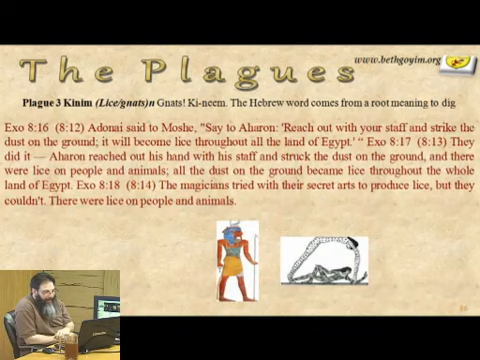 www.bethgoyim.org
The Plagues
Plague 3 Kinim (Lice/gnats)n Gnats! Ki-neem. The Hebrew word comes from a root meaning to dig
Exo 8:16 (8:12) Adonai said to Moshe, "Say to Aharon: 'Reach out with your staff and strike the
dust on the ground; it will become lice throughout all the land of Egypt.' " Exo 8:17 (8:13) They
did it — Aharon reached out his hand with his staff and struck the dust on the ground, and there
were lice on people and animals; all the dust on the ground became lice throughout the whole
land of Egypt. Exo 8:18 (8:14) The magicians tried with their secret arts to produce lice, but they
couldn't. There were lice on people and animals.